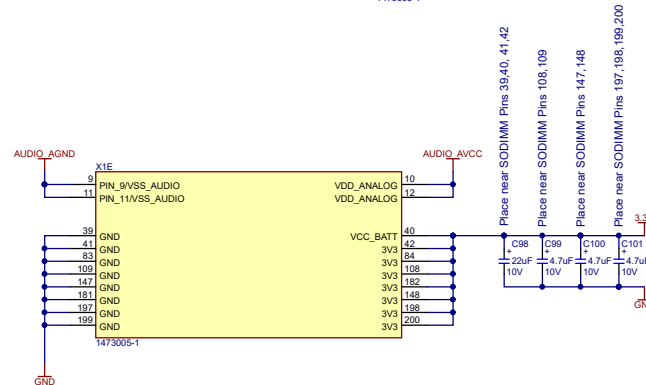 Place near SODIMM Pins 39,40, 41,42
Place near SODIMM Pins 108,109
Place near SODIMM Pins 147,148
Place near SODIMM Pins 197,198,199,200
AUDIO_AGND
AUDIO_AVCC
X1E
9 PIN_9/VSS_AUDIO VDD_ANALOG 10
11 PIN_11/VSS_AUDIO VDD_ANALOG 12
39 GND VCC_BATT 40
41 GND 3V3 42
83 GND 3V3 84
109 GND 3V3 108
147 GND 3V3 182
181 GND 3V3 148
197 GND 3V3 198
199 GND 3V3 200
1473005-1
3.3
+ C98 + C99 + C100 + C101
22uF 4.7uF 4.7uF 4.7u
10V 10V 10V 10V
GND